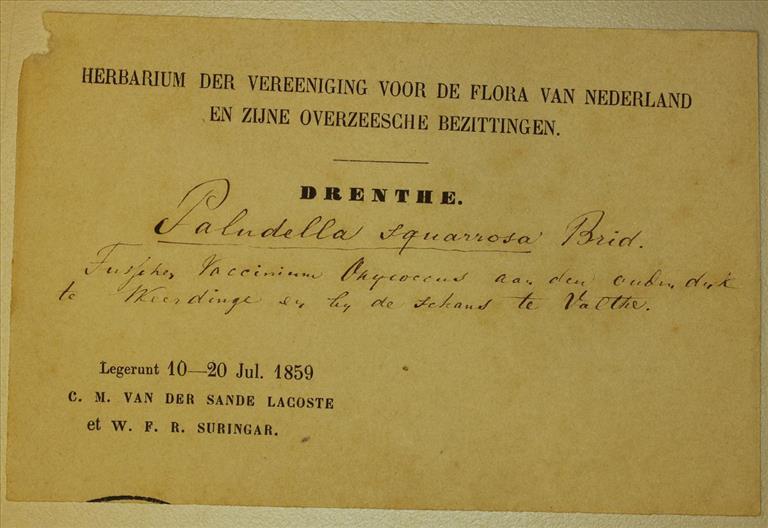 HERBARIUM DER VEREENIGING VOOR DE FLORA VAN NEDERLAND
EN ZIJNE OVERZEESCHE BEZITTINGEN.
DRENTHE.
Paludella squarrosa Brid.
Tusschen Vaccinium Oxycoccus aan den ouden dijk
te Weerdinge en by de schans te Valthe.
Legerunt 10—20 Jul. 1859
C. M. VAN DER SANDE LACOSTE
et W. F. R. SURINGAR.